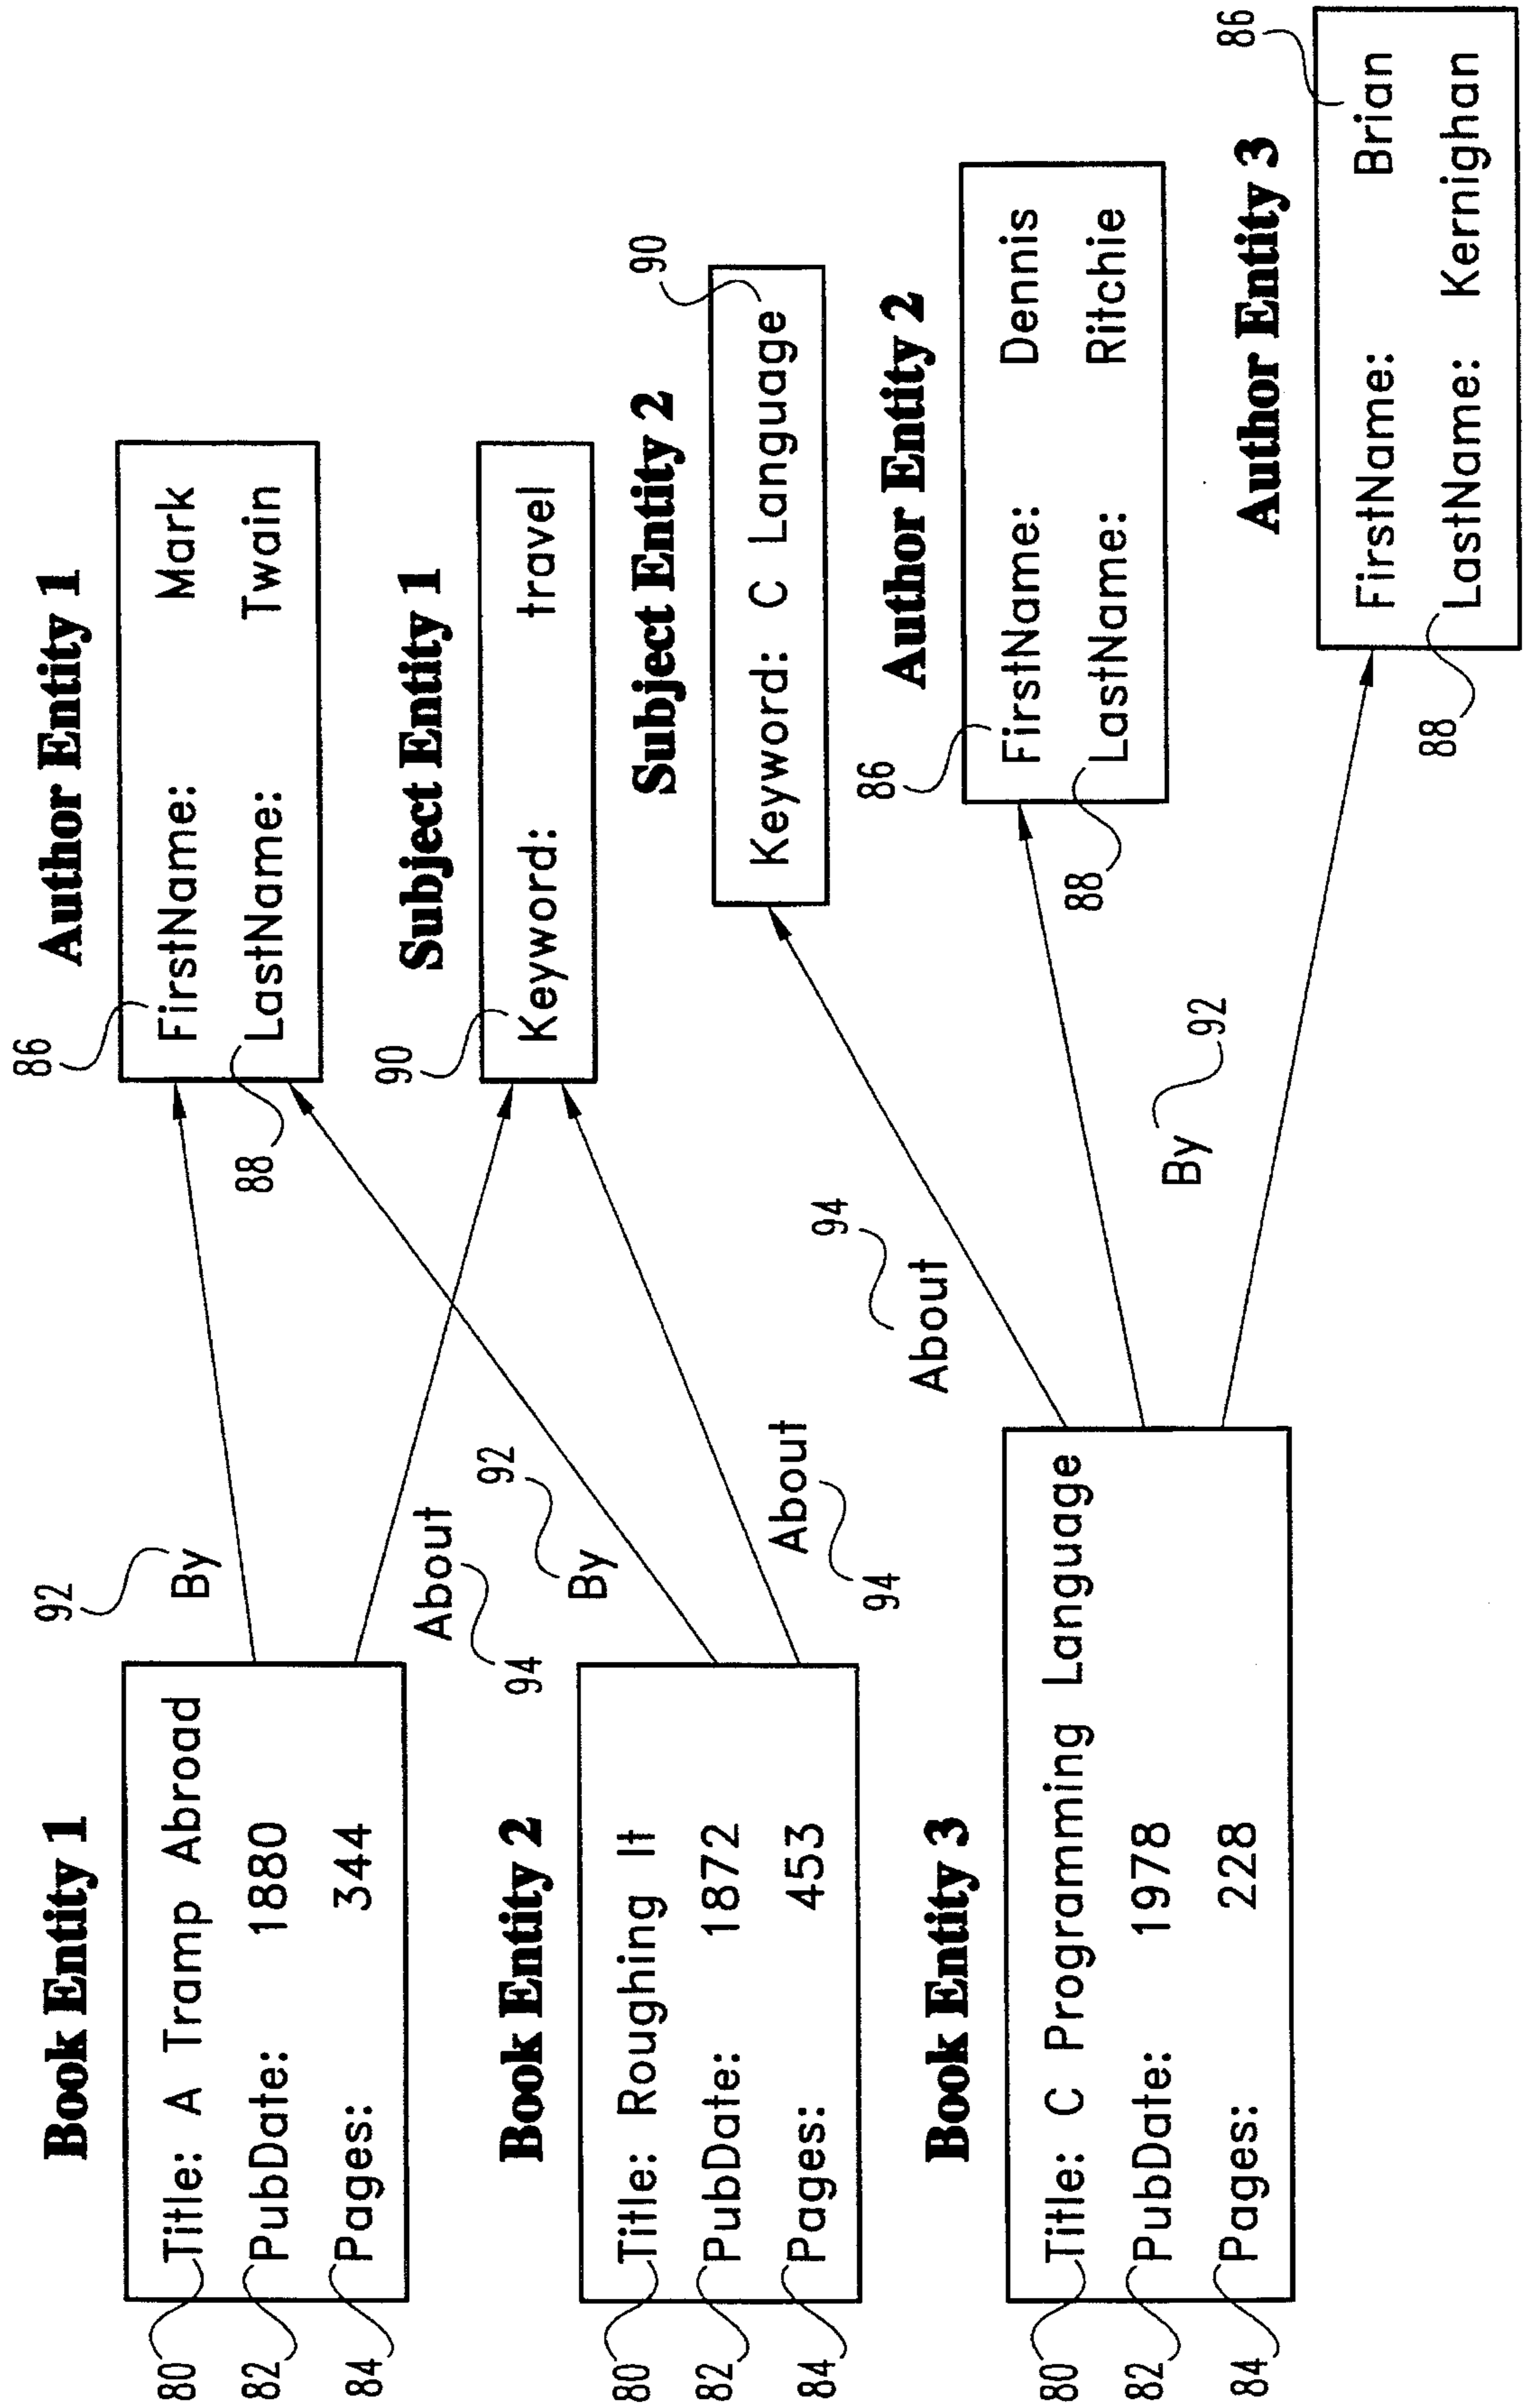 Book Entity 1
80 Title: A Tramp Abroad
82 PubDate: 1880
84 Pages: 344
92
By
About
94
Author Entity 1
86
FirstName: Mark
LastName: Twain
88
Subject Entity 1
90
Keyword: travel
Book Entity 2
80 Title: Roughing It
82 PubDate: 1872
84 Pages: 453
92
By
About
94
Subject Entity 2
90
Keyword: C Language
Book Entity 3
80 Title: C Programming Language
82 PubDate: 1978
84 Pages: 228
94
About
By 92
Author Entity 2
86
FirstName: Dennis
LastName: Ritchie
88
Author Entity 3
86
FirstName: Brian
LastName: Kernighan
88